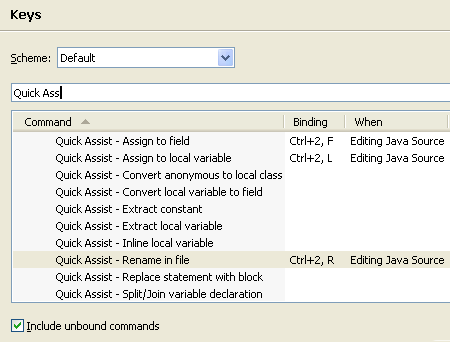 Keys
Scheme: Default
Quick Ass
Command Binding When
Quick Assist - Assign to field Ctrl+2, F Editing Java Source
Quick Assist - Assign to local variable Ctrl+2, L Editing Java Source
Quick Assist - Convert anonymous to local class
Quick Assist - Convert local variable to field
Quick Assist - Extract constant
Quick Assist - Extract local variable
Quick Assist - Inline local variable
Quick Assist - Rename in file Ctrl+2, R Editing Java Source
Quick Assist - Replace statement with block
Quick Assist - Split/Join variable declaration
Include unbound commands